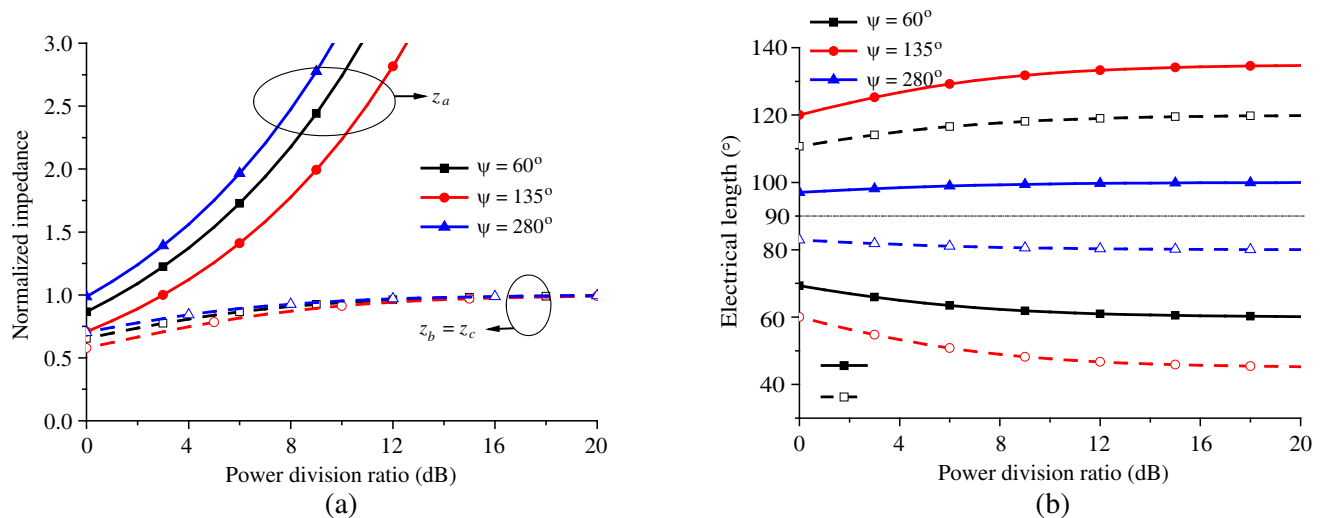 3.0
2.5
2.0
1.5
1.0
0.5
0.0
Normalized impedance
z_a
ψ = 60°
ψ = 135°
ψ = 280°
z_b = z_c
0 4 8 12 16 20
Power division ratio (dB)
(a)
ψ = 60°
ψ = 135°
ψ = 280°
140
120
100
90
80
60
40
Electrical length (°)
0 4 8 12 16 20
Power division ratio (dB)
(b)